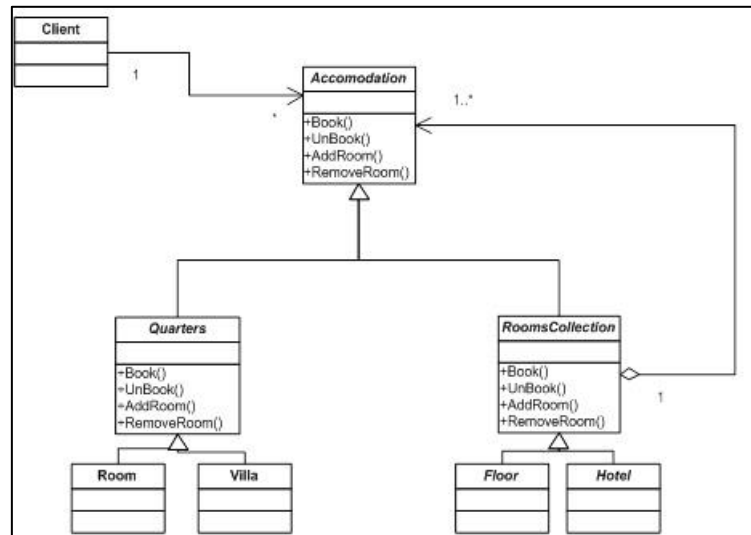 Client
1
*
Accomodation
+Book()
+UnBook()
+AddRoom()
+RemoveRoom()
1..*
Quarters
+Book()
+UnBook()
+AddRoom()
+RemoveRoom()
RoomsCollection
+Book()
+UnBook()
+AddRoom()
+RemoveRoom()
1
Room
Villa
Floor
Hotel